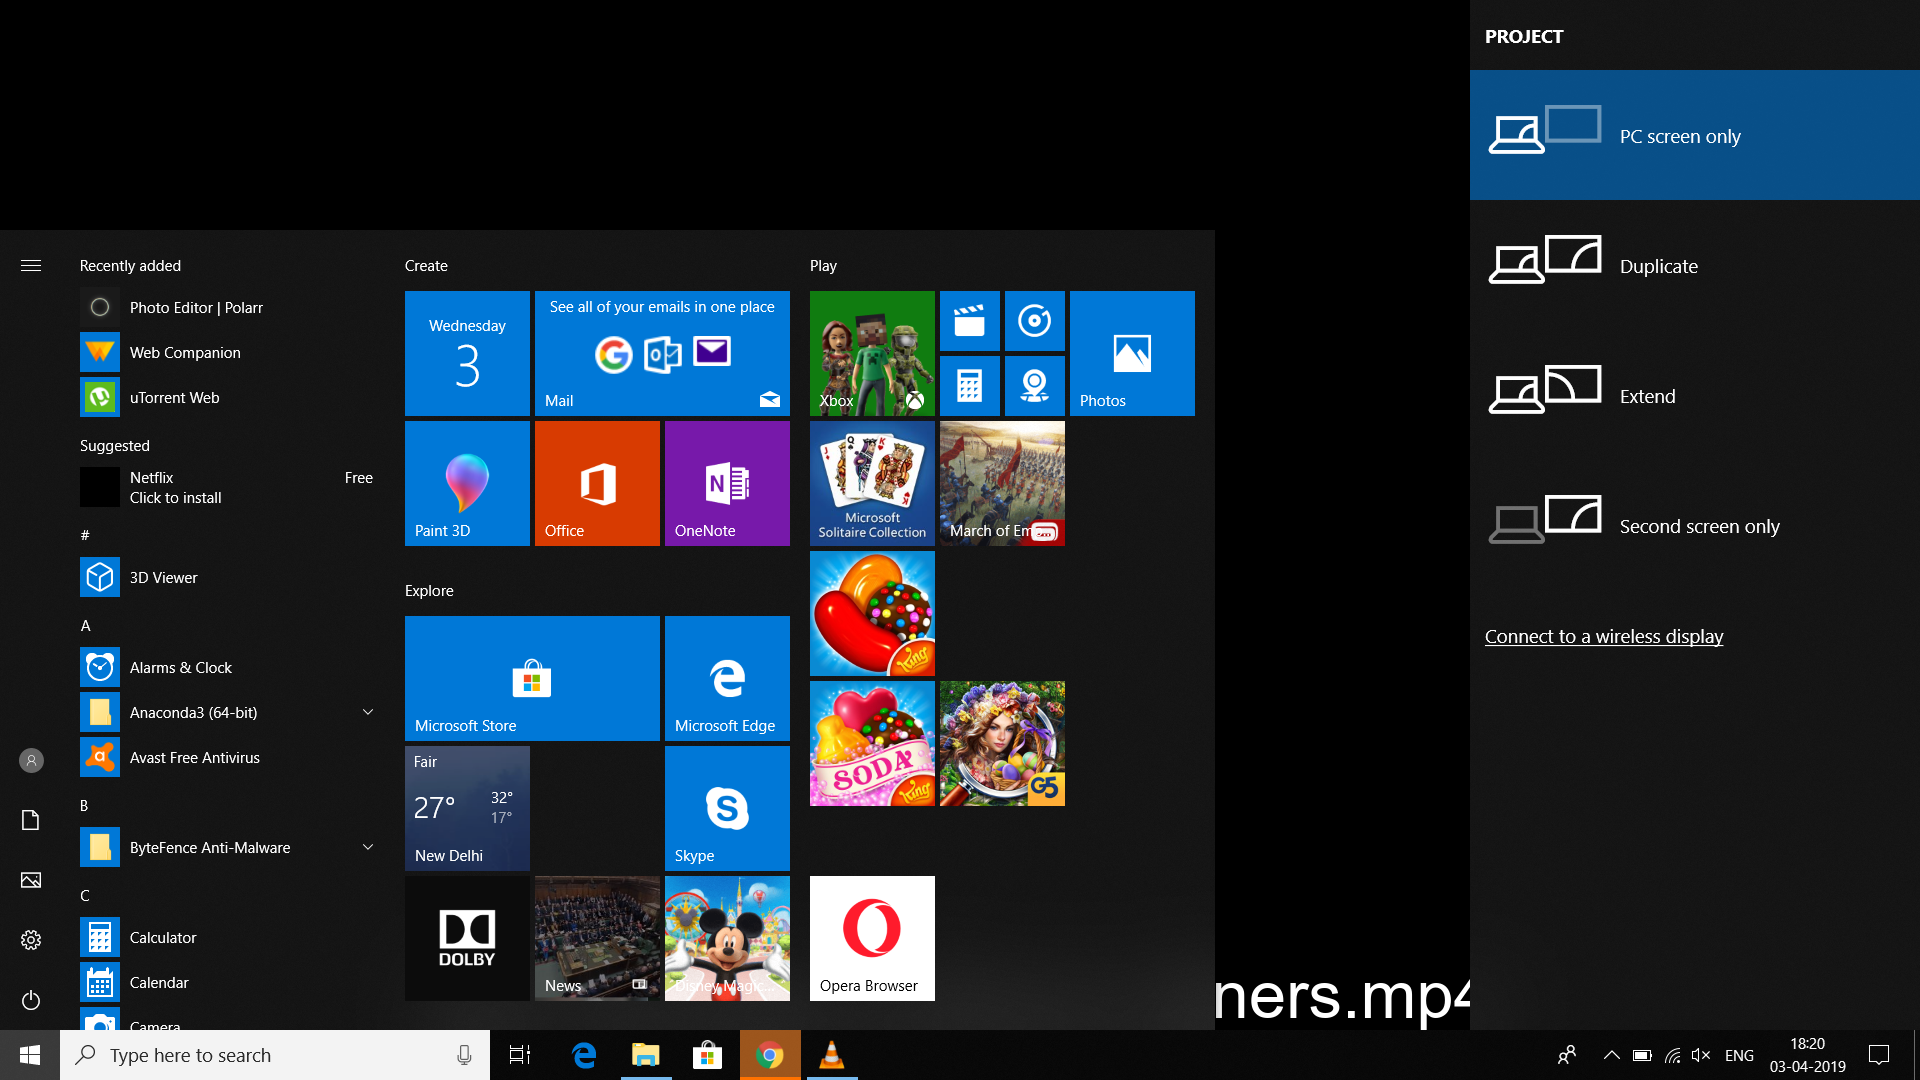 PROJECT
PC screen only
Duplicate
Extend
Second screen only
Connect to a wireless display
Recently added
Photo Editor | Polarr
Web Companion
uTorrent Web
Suggested
Netflix
Free
Click to install
#
3D Viewer
A
Alarms & Clock
Anaconda3 (64-bit)
Avast Free Antivirus
B
ByteFence Anti-Malware
C
Calculator
Calendar
Camera
Create
Wednesday
3
See all of your emails in one place
Mail
Paint 3D
Office
OneNote
Explore
Microsoft Store
Microsoft Edge
Fair
27°
32°
17°
New Delhi
Skype
DOLBY
News
Disney Magic...
Play
Xbox
Photos
Microsoft
Solitaire Collection
March of Em
King
SODA
King
G5
Opera Browser
ners.mp4
Type here to search
ENG
18:20
03-04-2019